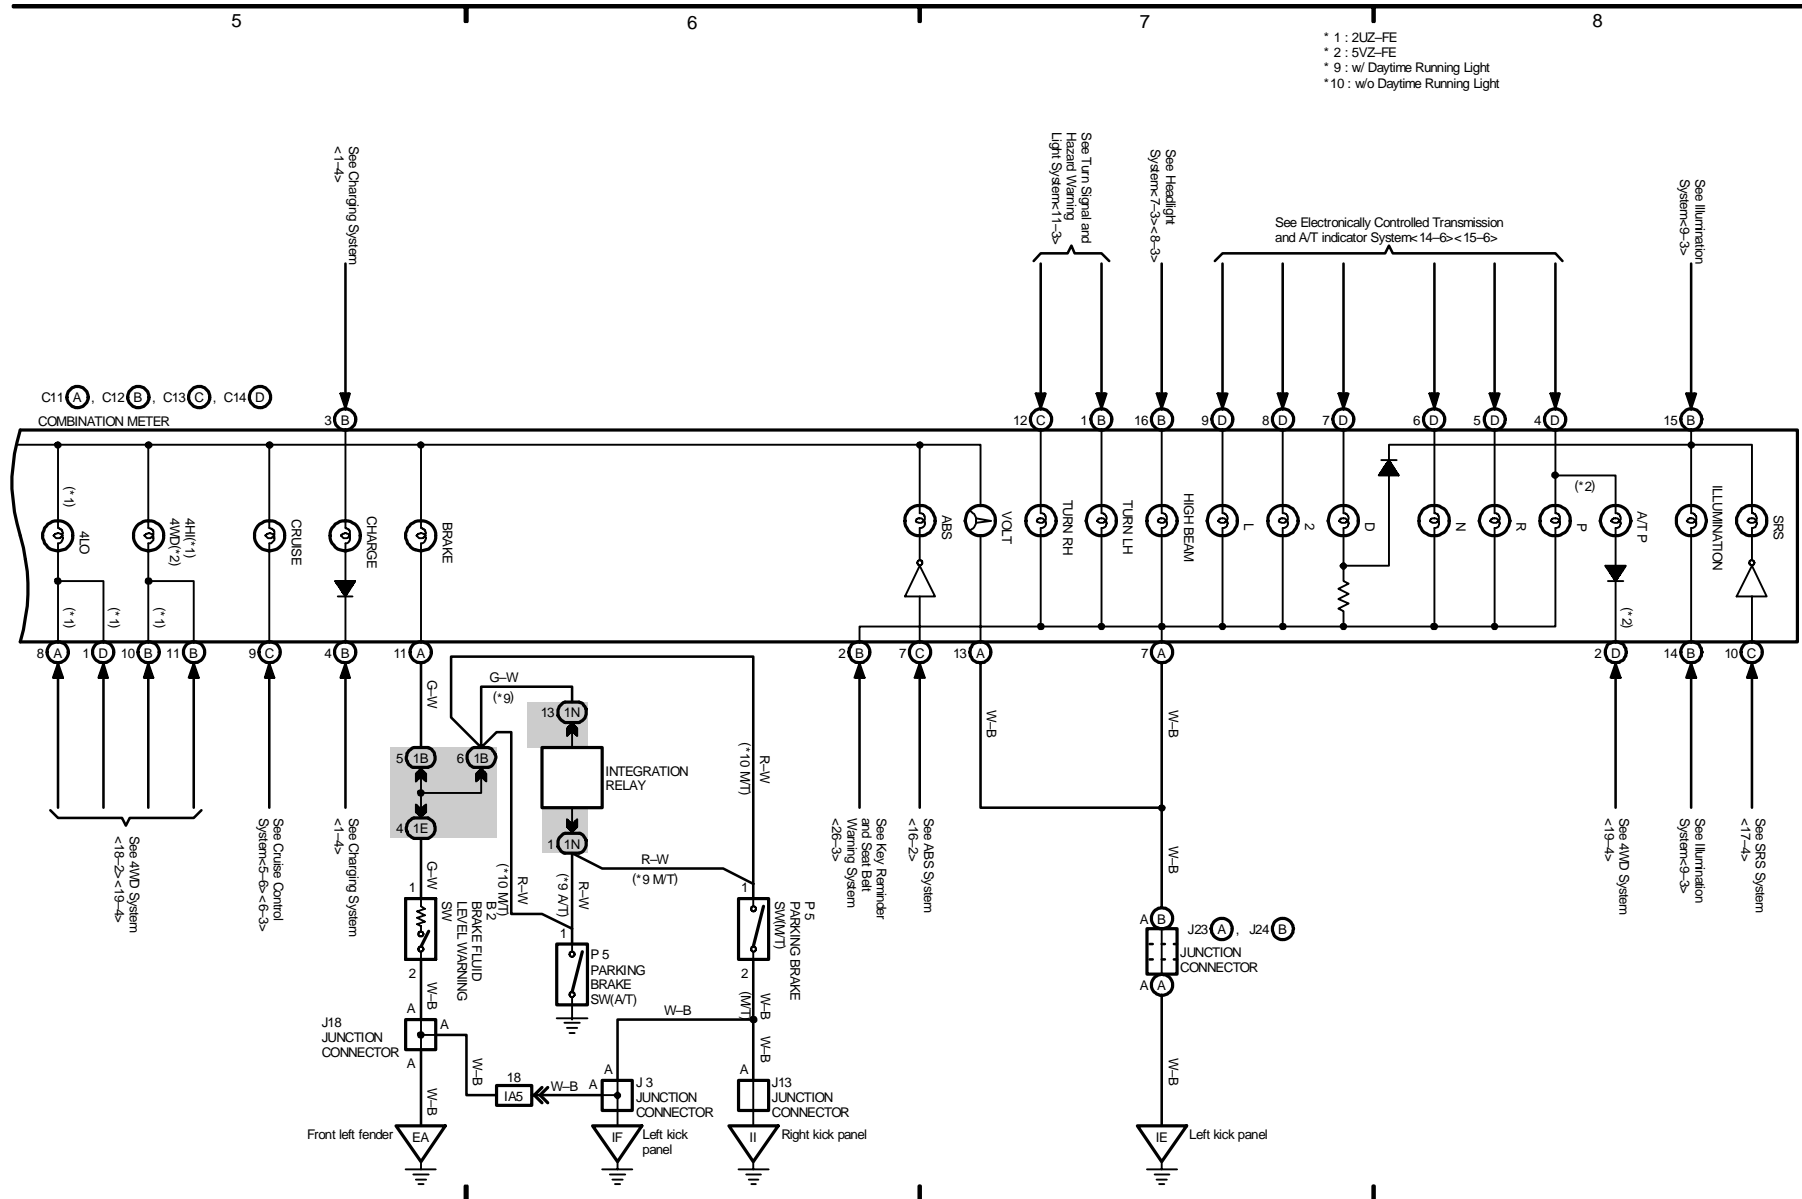 5
6
7
8
* 1 : 2UZ–FE
* 2 : 5VZ–FE
* 9 : w/ Daytime Running Light
*10 : w/o Daytime Running Light
See Charging System
<1–4>
See Turn Signal and
Hazard Warning
Light System<11–3>
See Headlight
System<7–3><8–3>
See Electronically Controlled Transmission
and A/T indicator System<14–6><15–6>
See Illumination
System<9–3>
C11 A , C12 B , C13 C , C14 D
COMBINATION METER
3 B
12 C
1 B
16 B
9 D
8 D
7 D
6 D
5 D
4 D
15 B
(*1)
4LO
(*1)
(*1)
4HI(*1)
4WD(*2)
(*1)
CRUISE
CHARGE
BRAKE
ABS
VOLT
TURN RH
TURN LH
HIGH BEAM
L
2
D
N
R
P
(*2)
A/T P
(*2)
ILLUMINATION
SRS
8 A
1 D
10 B
11 B
9 C
4 B
11 A
2 B
7 C
13 A
7 A
2 D
14 B
10 C
See 4WD System
<18–2><19–4>
See Cruise Control
System<5–6><6–3>
See Charging System
<1–4>
G–W
G–W
(*9)
13 1N
5 1B
6 1B
INTEGRATION
RELAY
4 1E
1 1N
R–W
(*10 M/T)
R–W
(*9 M/T)
G–W
R–W
(*10 M/T)
R–W
(*9 A/T)
1
B 2
BRAKE FLUID
LEVEL WARNING
SW
2
1
P 5
PARKING
BRAKE
SW(A/T)
1
P 5
PARKING BRAKE
SW(M/T)
2
W–B
(M/T)
W–B
A
J18
JUNCTION
CONNECTOR
A
A
W–B
W–B
18
IA5
W–B
W–B
A
A
J 3
JUNCTION
CONNECTOR
W–B
A
J13
JUNCTION
CONNECTOR
Front left fender
EA
IF
Left kick
panel
II
Right kick panel
See Key Reminder
and Seat Belt
Warning System
<26–3>
See ABS System
<16–2>
W–B
W–B
W–B
A B
J23 A , J24 B
JUNCTION
CONNECTOR
A A
W–B
IE
Left kick panel
See 4WD System
<19–4>
See Illumination
System<9–3>
See SRS System
<17–4>